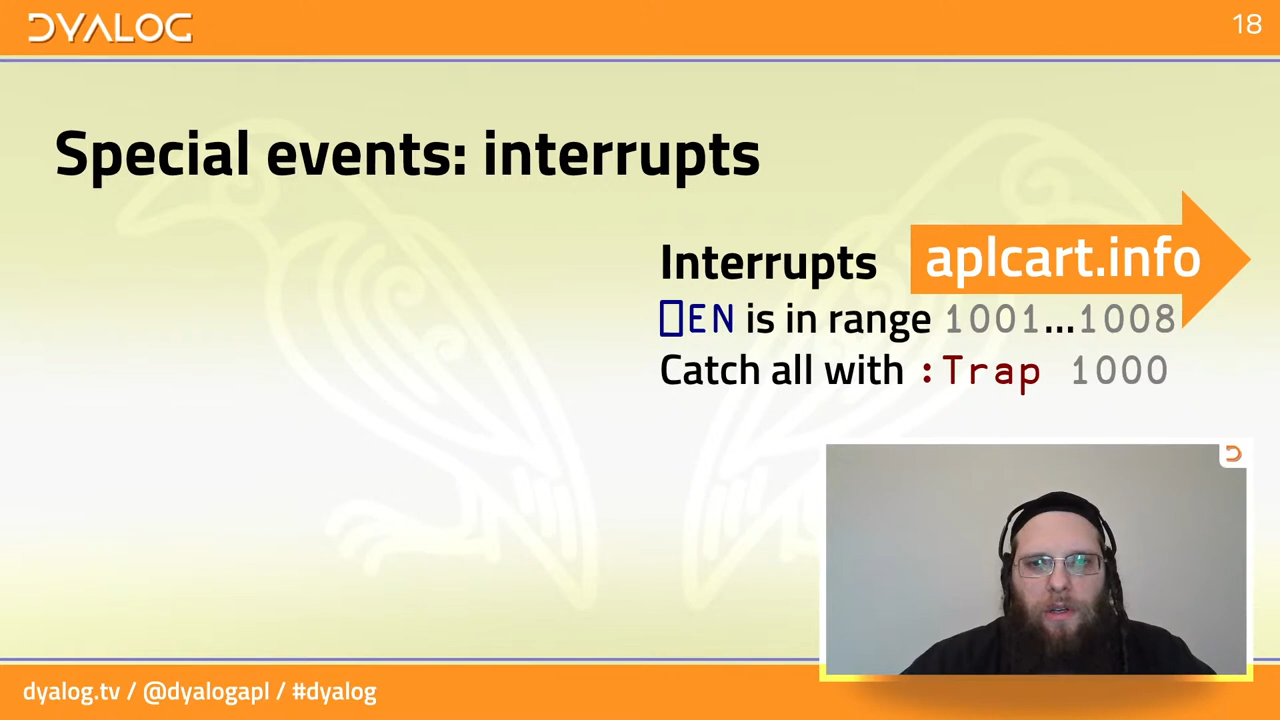 DYALOG
18
Special events: interrupts
Interrupts
aplcart.info
⎕EN is in range 1001…1008
Catch all with :Trap 1000
dyalog.tv / @dyalogapl / #dyalog